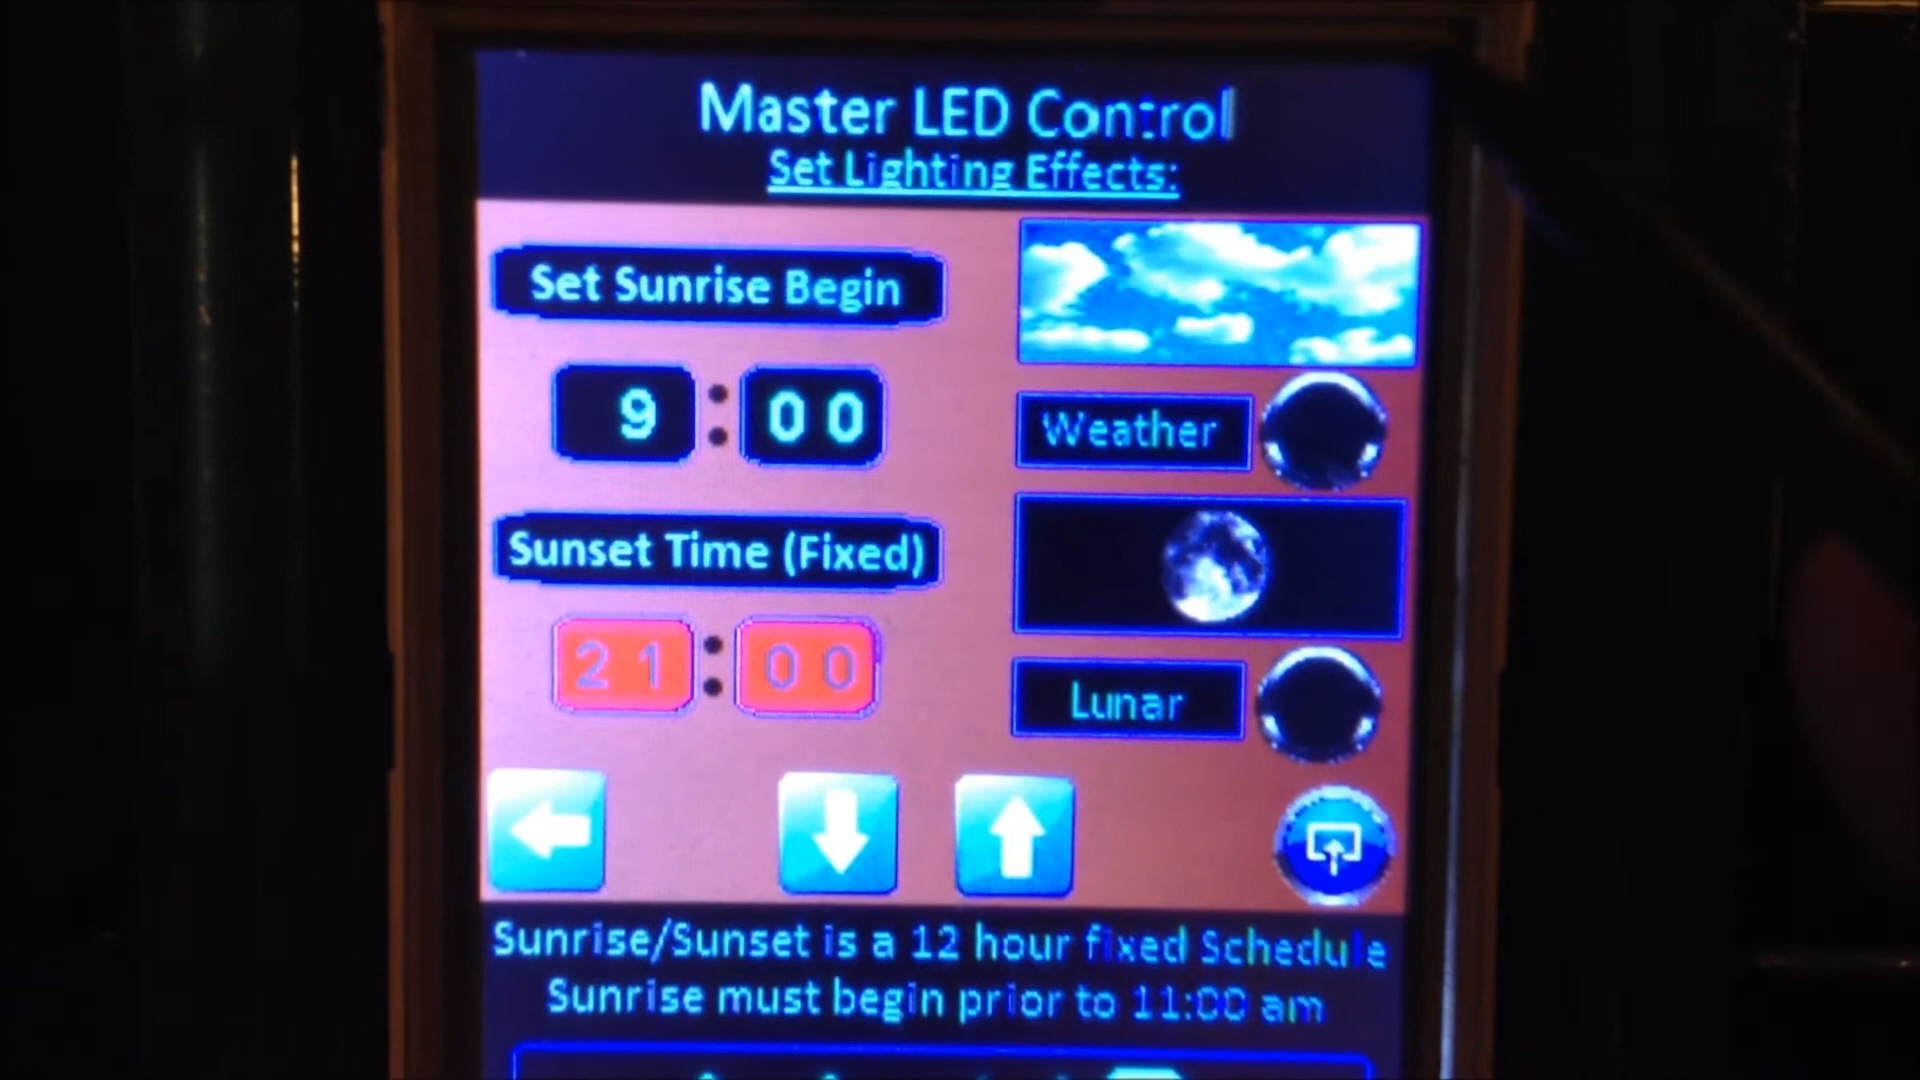 Master LED Control
Set Lighting Effects:
Set Sunrise Begin
9:00
Weather
Sunset Time (Fixed)
21:00
Lunar
Sunrise/Sunset is a 12 hour fixed Schedule
Sunrise must begin prior to 11:00 am